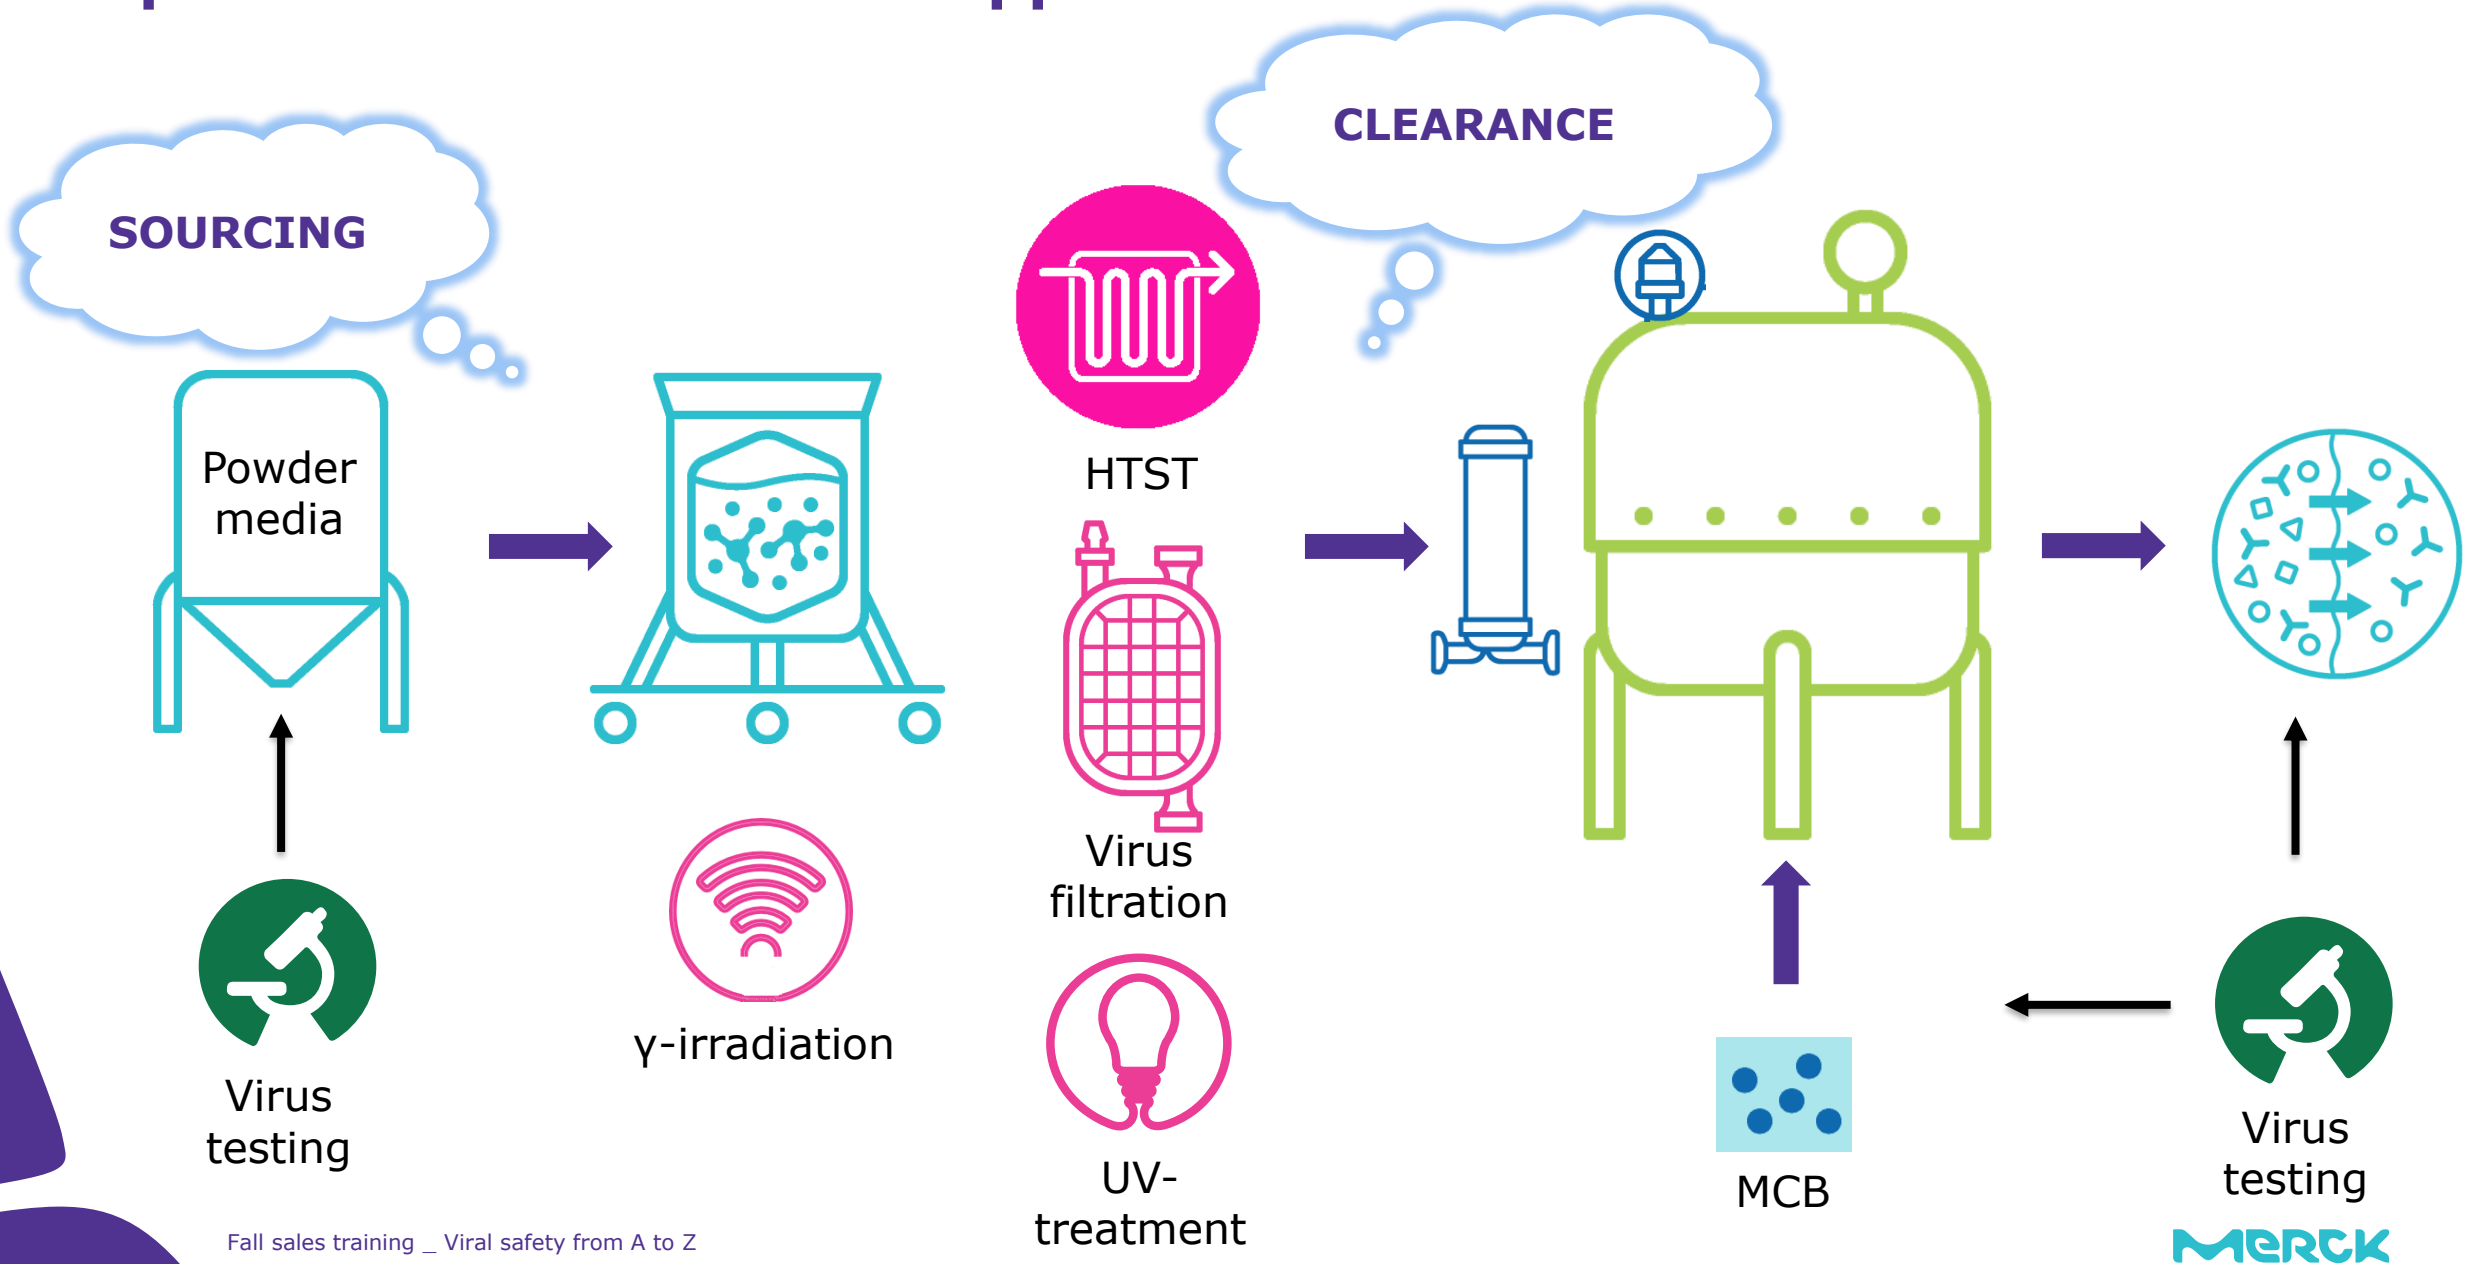 CLEARANCE
SOURCING
Powder
media
HTST
Virus
filtration
γ-irradiation
Virus
testing
UV-
treatment
MCB
Virus
testing
Fall sales training _ Viral safety from A to Z
MERCK